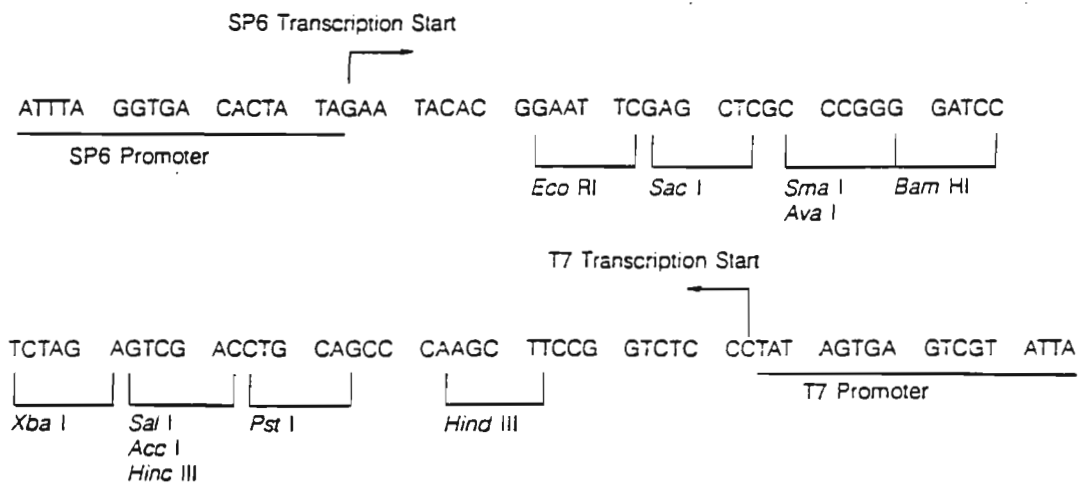 SP6 Transcription Start
ATTTA GGTGA CACTA TAGAA TACAC GGAAT TCGAG CTCGC CCGGG GATCC
SP6 Promoter
Eco RI Sac I Sma I Bam HI
Ava I
T7 Transcription Start
TCTAG AGTCG ACCTG CAGCC CAAGC TTCCG GTCTC CCTAT AGTGA GTCGT ATTA
T7 Promoter
Xba I Sal I Pst I Hind III
Acc I
Hinc III